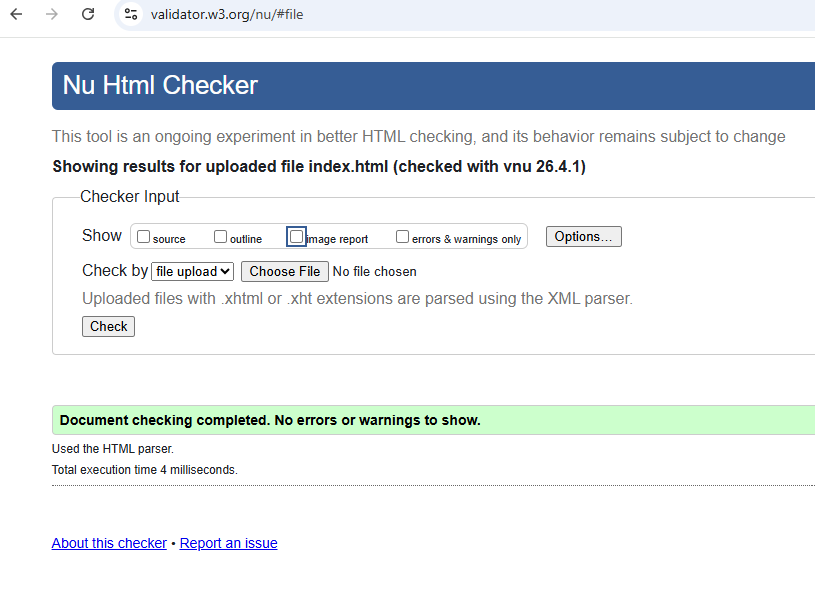 validator.w3.org/nu/#file
Nu Html Checker
This tool is an ongoing experiment in better HTML checking, and its behavior remains subject to change
Showing results for uploaded file index.html (checked with vnu 26.4.1)
Checker Input
Show source outline image report errors & warnings only Options...
Check by file upload Choose File No file chosen
Uploaded files with .xhtml or .xht extensions are parsed using the XML parser.
Check
Document checking completed. No errors or warnings to show.
Used the HTML parser.
Total execution time 4 milliseconds.
About this checker • Report an issue